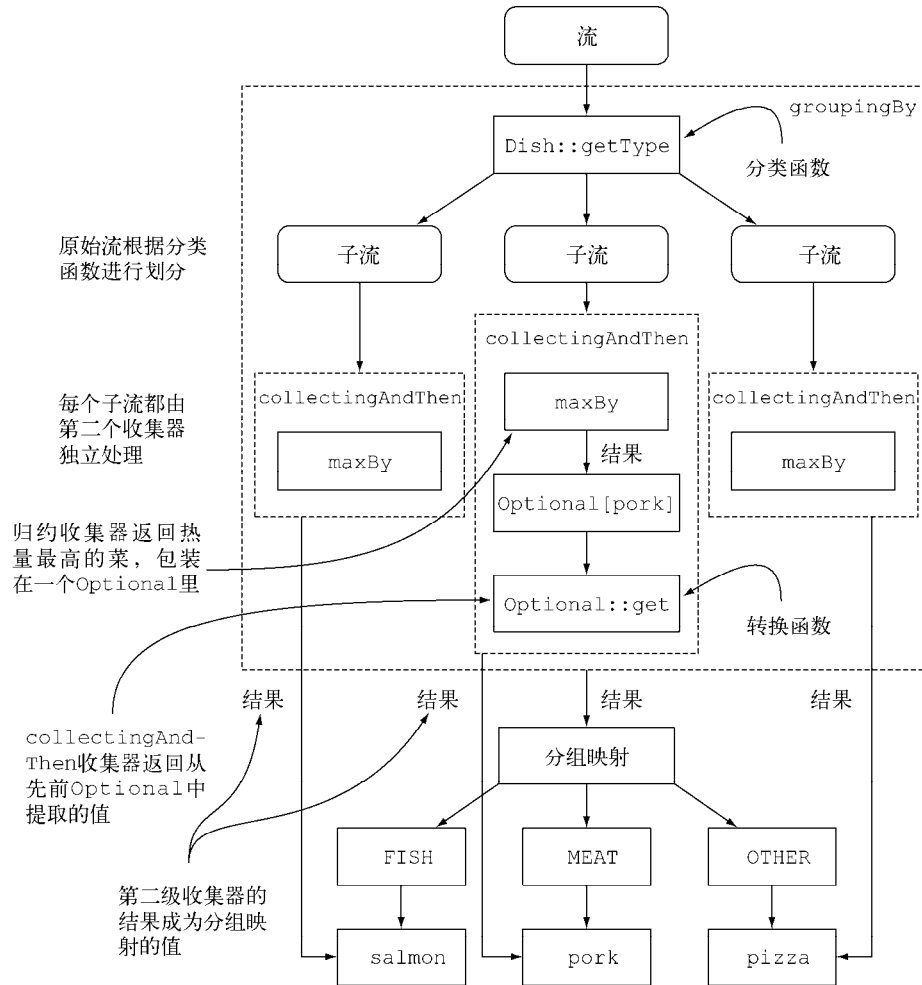 流
groupingBy
Dish::getType
分类函数
原始流根据分类
函数进行划分
子流
子流
子流
collectingAndThen
每个子流都由
第二个收集器
独立处理
collectingAndThen
maxBy
maxBy
collectingAndThen
maxBy
结果
Optional[pork]
归约收集器返回热
量最高的菜，包装
在一个Optional里
Optional::get
转换函数
结果
结果
结果
结果
collectingAnd-
Then收集器返回从
先前Optional中
提取的值
分组映射
FISH
MEAT
OTHER
第二级收集器的
结果成为分组映
射的值
salmon
pork
pizza